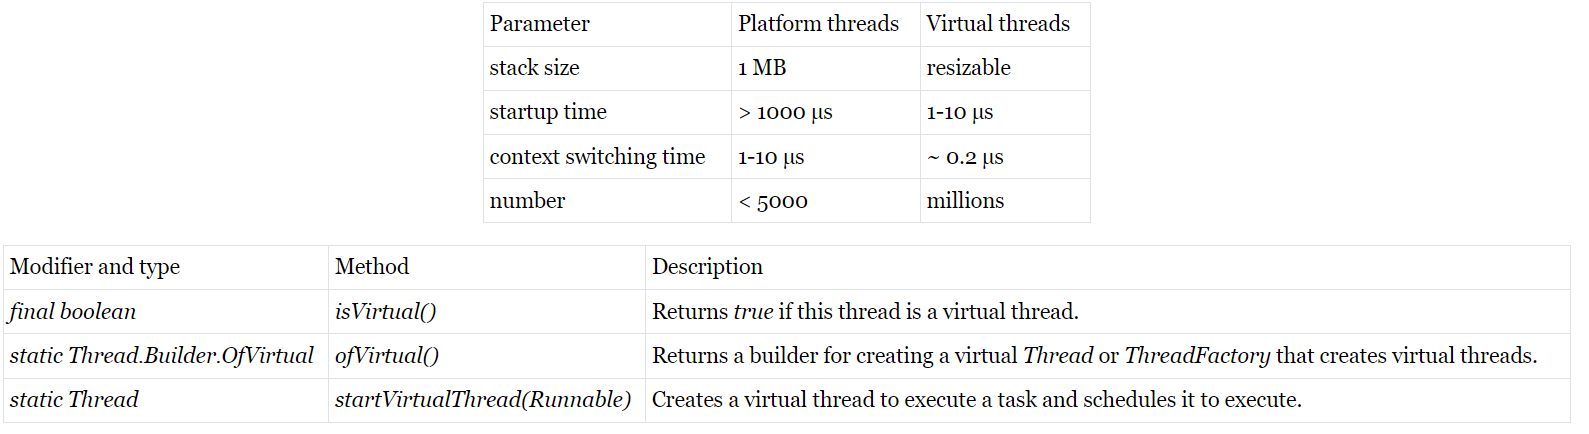 Parameter Platform threads Virtual threads
stack size 1 MB resizable
startup time > 1000 μs 1-10 μs
context switching time 1-10 μs ~ 0.2 μs
number < 5000 millions
Modifier and type Method Description
final boolean isVirtual() Returns true if this thread is a virtual thread.
static Thread.Builder.OfVirtual ofVirtual() Returns a builder for creating a virtual Thread or ThreadFactory that creates virtual threads.
static Thread startVirtualThread(Runnable) Creates a virtual thread to execute a task and schedules it to execute.